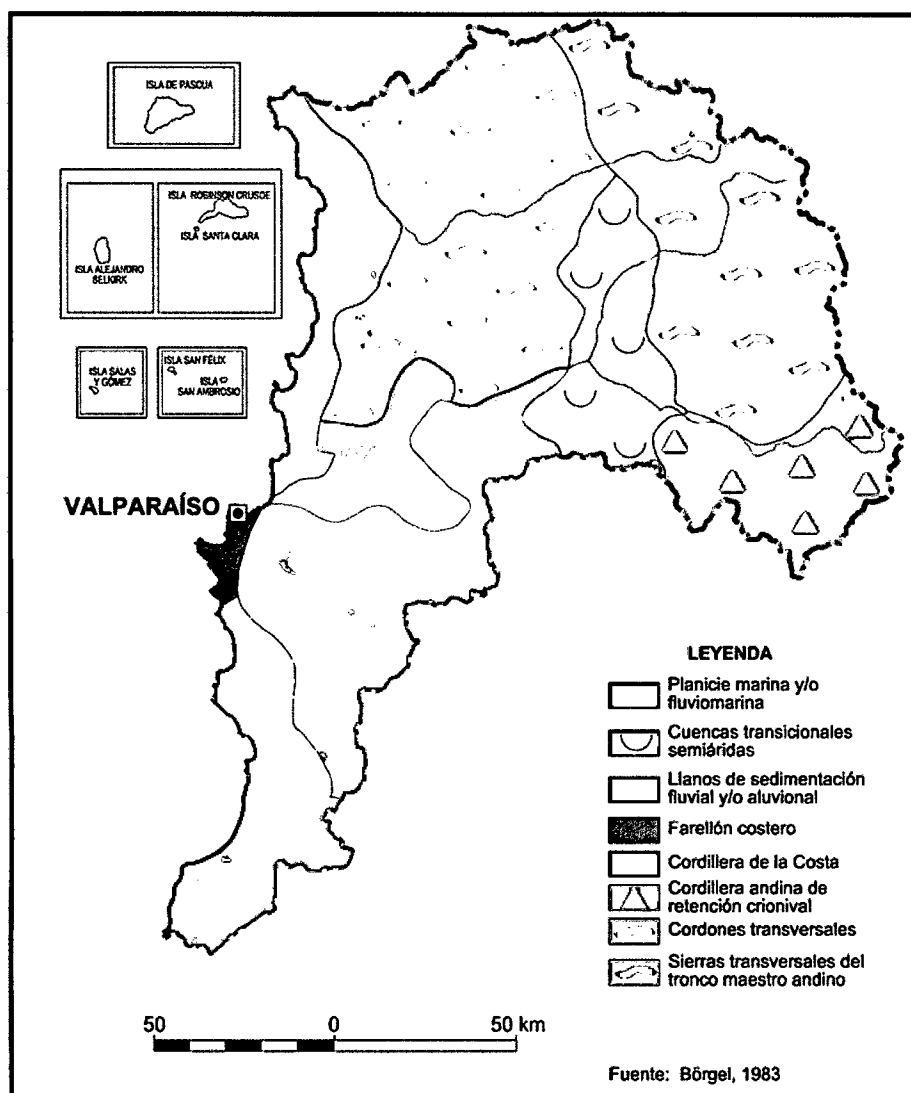 ISLA DE PASCUA
ISLA ROBINSON CRUSOE
ISLA SANTA CLARA
ISLA ALEJANDRO
SELKIRK
ISLA SALAS
Y GÓMEZ
ISLA SAN FÉLIX
ISLA
SAN AMBROSIO
VALPARAÍSO
LEYENDA
Planicie marina y/o
fluviomarina
Cuencas transicionales
semiáridas
Llanos de sedimentación
fluvial y/o aluvional
Farellón costero
Cordillera de la Costa
Cordillera andina de
retención crionival
Cordones transversales
Sierras transversales del
tronco maestro andino
50 0 50 km
Fuente: Börgel, 1983